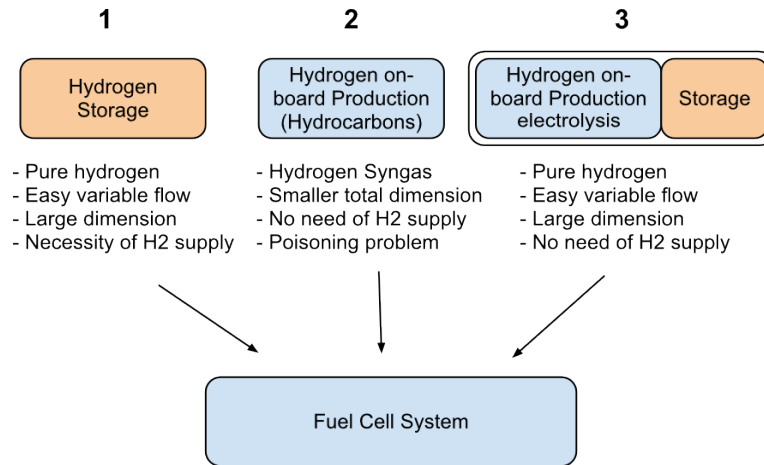 1
Hydrogen
Storage
- Pure hydrogen
- Easy variable flow
- Large dimension
- Necessity of H2 supply
2
Hydrogen on-
board Production
(Hydrocarbons)
- Hydrogen Syngas
- Smaller total dimension
- No need of H2 supply
- Poisoning problem
3
Hydrogen on-
board Production
electrolysis
Storage
- Pure hydrogen
- Easy variable flow
- Large dimension
- No need of H2 supply
Fuel Cell System